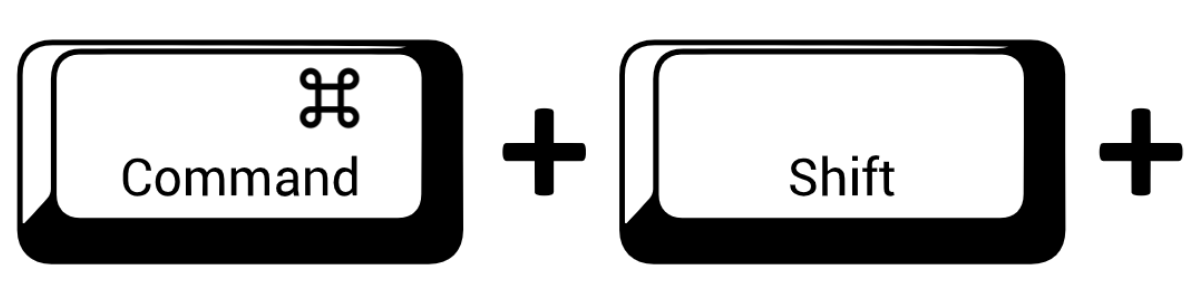 ⌘
Command + Shift +